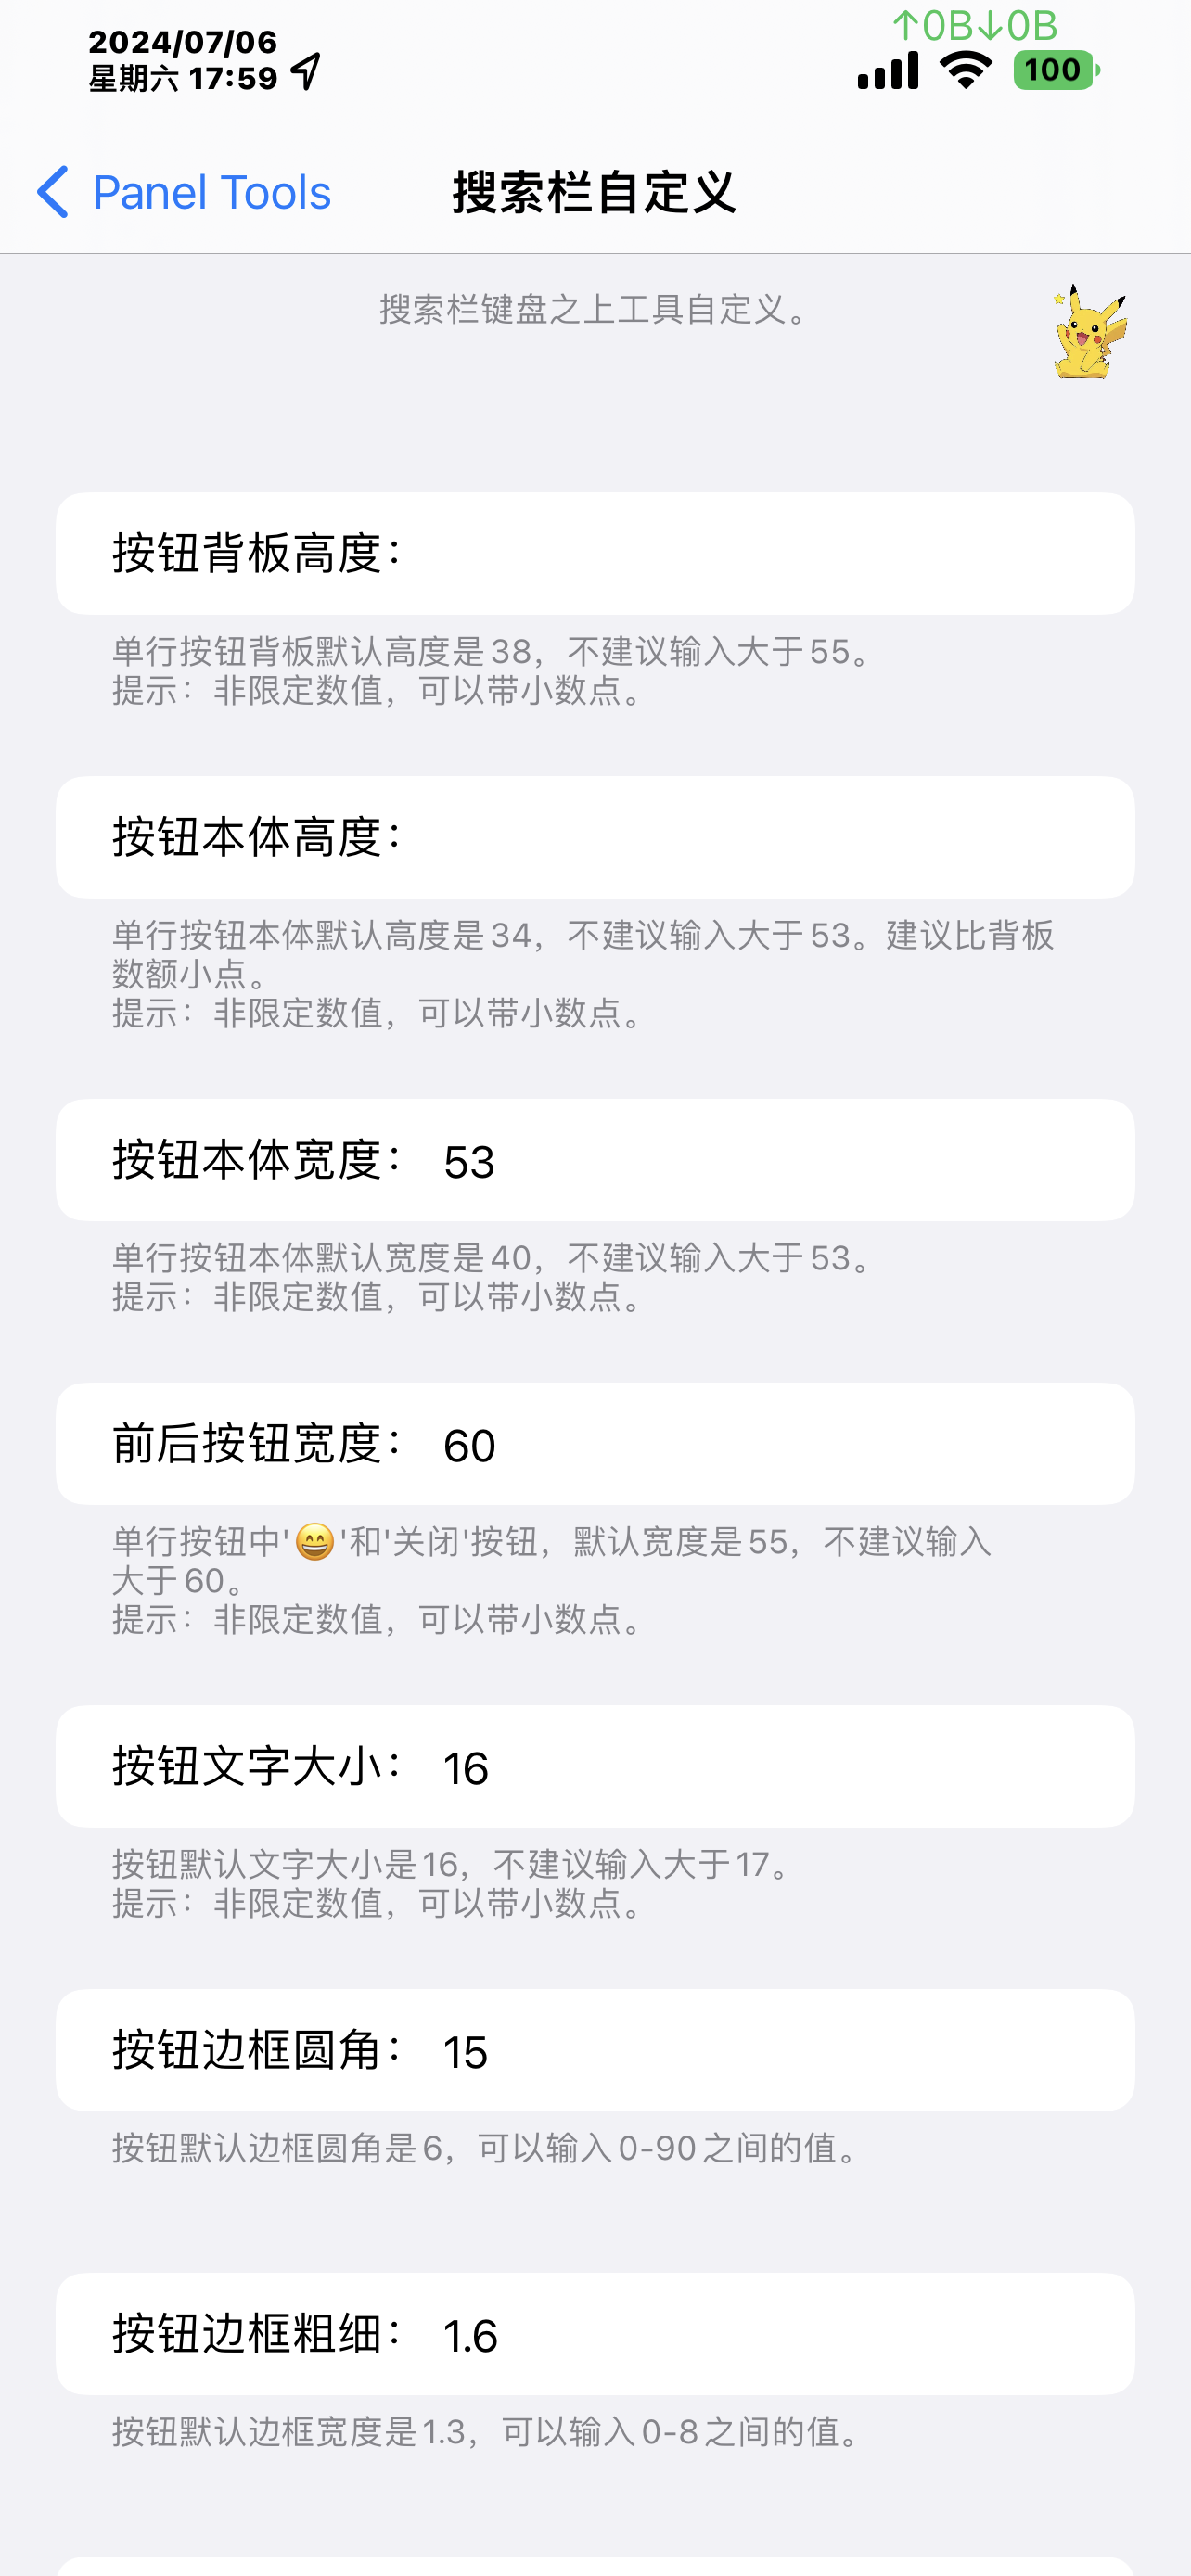 2024/07/06
星期六 17:59
↑0B↓0B
100
Panel Tools
搜索栏自定义
搜索栏键盘之上工具自定义。
按钮背板高度：
单行按钮背板默认高度是38，不建议输入大于55。
提示：非限定数值，可以带小数点。
按钮本体高度：
单行按钮本体默认高度是34，不建议输入大于53。建议比背板
数额小点。
提示：非限定数值，可以带小数点。
按钮本体宽度： 53
单行按钮本体默认宽度是40，不建议输入大于53。
提示：非限定数值，可以带小数点。
前后按钮宽度： 60
单行按钮中'😄'和'关闭'按钮，默认宽度是55，不建议输入
大于60。
提示：非限定数值，可以带小数点。
按钮文字大小： 16
按钮默认文字大小是16，不建议输入大于17。
提示：非限定数值，可以带小数点。
按钮边框圆角： 15
按钮默认边框圆角是6，可以输入0-90之间的值。
按钮边框粗细： 1.6
按钮默认边框宽度是1.3，可以输入0-8之间的值。